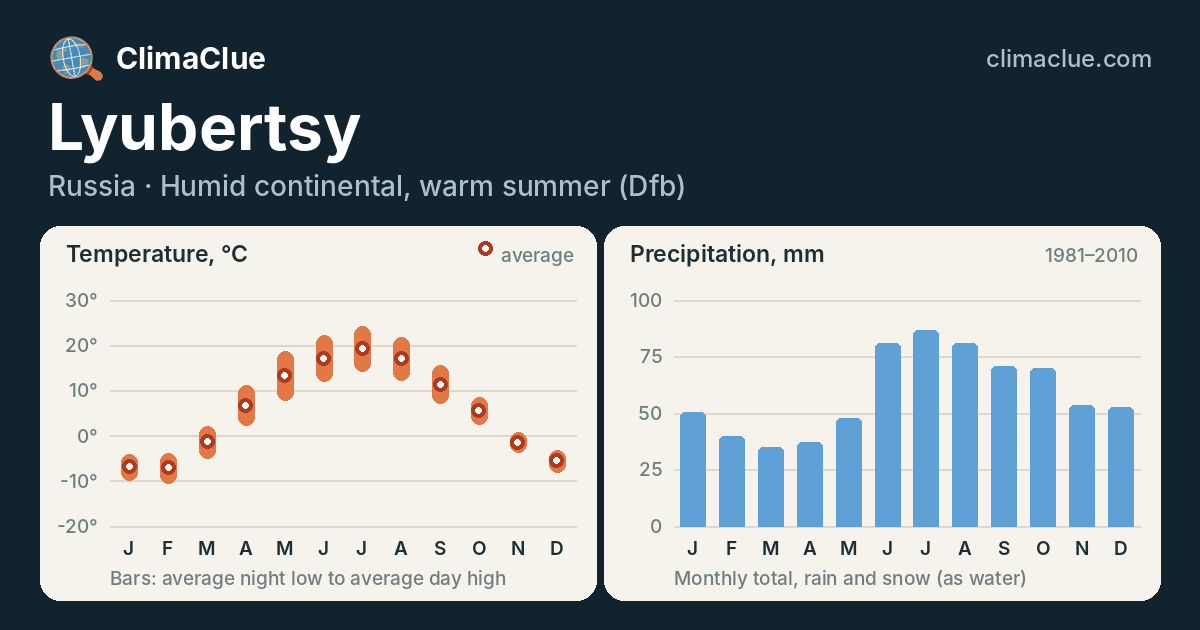 ClimaClue
climaclue.com
Lyubertsy
Russia · Humid continental, warm summer (Dfb)
Temperature, °C
average
30°
20°
10°
0°
-10°
-20°
J F M A M J J A S O N D
Bars: average night low to average day high
Precipitation, mm
1981–2010
100
75
50
25
0
J F M A M J J A S O N D
Monthly total, rain and snow (as water)